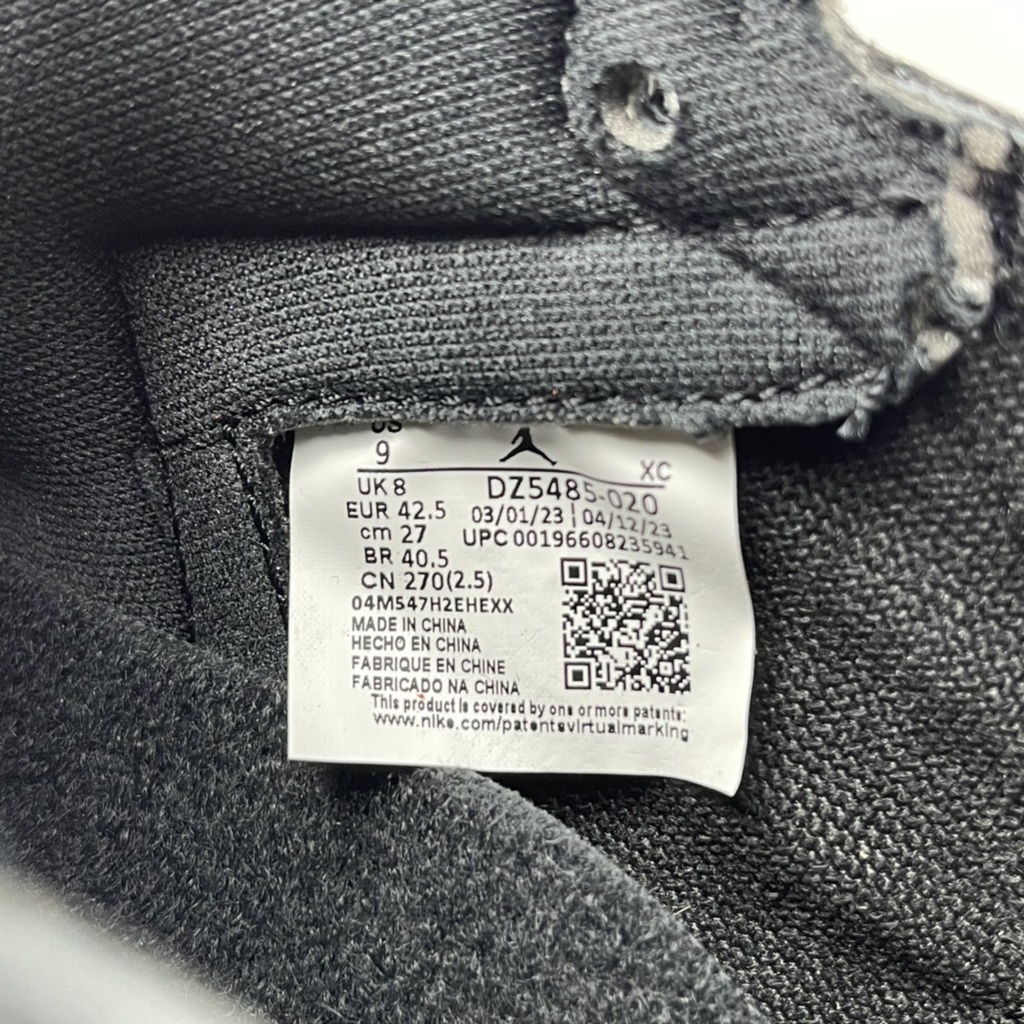 US
9
XC
UK 8
DZ5485-020
EUR 42.5
03/01/23 | 04/12/23
cm 27
UPC 00196608235941
BR 40.5
CN 270(2.5)
04M547H2EHEXX
MADE IN CHINA
HECHO EN CHINA
FABRIQUE EN CHINE
FABRICADO NA CHINA
This product is covered by one or more patents:
www.nike.com/patentsvirtualmarking